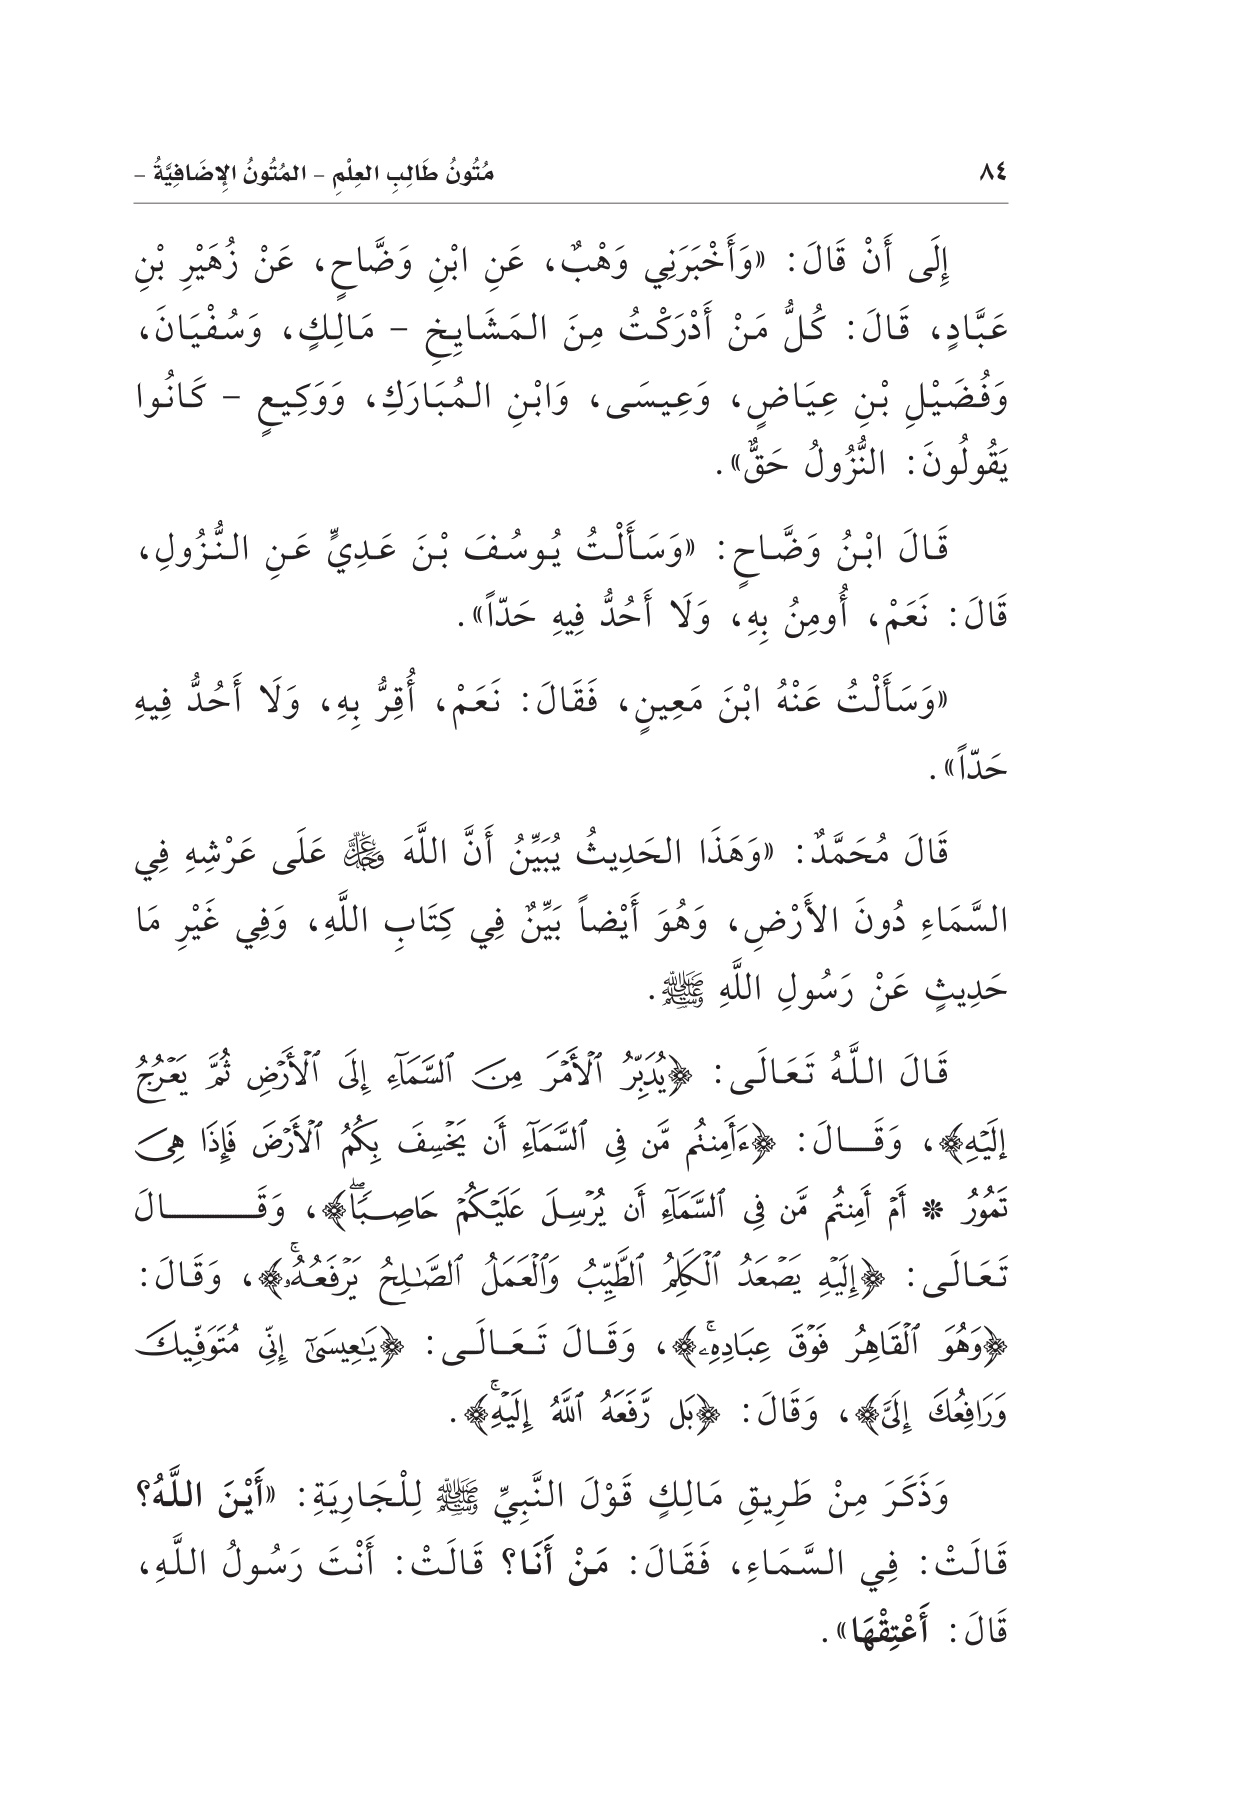 ٨٤ مُتُونُ طَالِبِ العِلْمِ - المُتُونُ الإِضَافِيَّةُ -
إِلَى أَنْ قَالَ: «وَأَخْبَرَنِي وَهْبٌ، عَنِ ابْنِ وَضَّاحٍ، عَنْ زُهَيْرِ بْنِ
عَبَّادٍ، قَالَ: كُلُّ مَنْ أَدْرَكْتُ مِنَ المَشَايِخِ - مَالِكٍ، وَسُفْيَانَ،
وَفُضَيْلِ بْنِ عِيَاضٍ، وَعِيسَى، وَابْنِ المُبَارَكِ، وَوَكِيعٍ - كَانُوا
يَقُولُونَ: النُّزُولُ حَقٌّ».
قَالَ ابْنُ وَضَّاحٍ: «وَسَأَلْتُ يُوسُفَ بْنَ عَدِيٍّ عَنِ النُّزُولِ،
قَالَ: نَعَمْ، أُومِنُ بِهِ، وَلَا أَحُدُّ فِيهِ حَدّاً».
«وَسَأَلْتُ عَنْهُ ابْنَ مَعِينٍ، فَقَالَ: نَعَمْ، أُقِرُّ بِهِ، وَلَا أَحُدُّ فِيهِ
حَدّاً».
قَالَ مُحَمَّدٌ: «وَهَذَا الحَدِيثُ يُبَيِّنُ أَنَّ اللَّهَ ﷿ عَلَى عَرْشِهِ فِي
السَّمَاءِ دُونَ الأَرْضِ، وَهُوَ أَيْضاً بَيِّنٌ فِي كِتَابِ اللَّهِ، وَفِي غَيْرِ مَا
حَدِيثٍ عَنْ رَسُولِ اللَّهِ ﷺ.
قَالَ اللَّهُ تَعَالَى: ﴿يُدَبِّرُ ٱلۡأَمۡرَ مِنَ ٱلسَّمَآءِ إِلَى ٱلۡأَرۡضِ ثُمَّ يَعۡرُجُ
إِلَيۡهِ﴾، وَقَالَ: ﴿ءَأَمِنتُم مَّن فِى ٱلسَّمَآءِ أَن يَخۡسِفَ بِكُمُ ٱلۡأَرۡضَ فَإِذَا هِىَ
تَمُورُ * أَمۡ أَمِنتُم مَّن فِى ٱلسَّمَآءِ أَن يُرۡسِلَ عَلَيۡكُمۡ حَاصِبٗاۖ﴾، وَقَالَ
تَعَالَى: ﴿إِلَيۡهِ يَصۡعَدُ ٱلۡكَلِمُ ٱلطَّيِّبُ وَٱلۡعَمَلُ ٱلصَّٰلِحُ يَرۡفَعُهُۥۚ﴾، وَقَالَ:
﴿وَهُوَ ٱلۡقَاهِرُ فَوۡقَ عِبَادِهِۦۚ﴾، وَقَالَ تَعَالَى: ﴿يَٰعِيسَىٰٓ إِنِّى مُتَوَفِّيكَ
وَرَافِعُكَ إِلَىَّ﴾، وَقَالَ: ﴿بَل رَّفَعَهُ ٱللَّهُ إِلَيۡهِۚ﴾.
وَذَكَرَ مِنْ طَرِيقِ مَالِكٍ قَوْلَ النَّبِيِّ ﷺ لِلْجَارِيَةِ: «أَيْنَ اللَّهُ؟
قَالَتْ: فِي السَّمَاءِ، فَقَالَ: مَنْ أَنَا؟ قَالَتْ: أَنْتَ رَسُولُ اللَّهِ،
قَالَ: أَعْتِقْهَا».